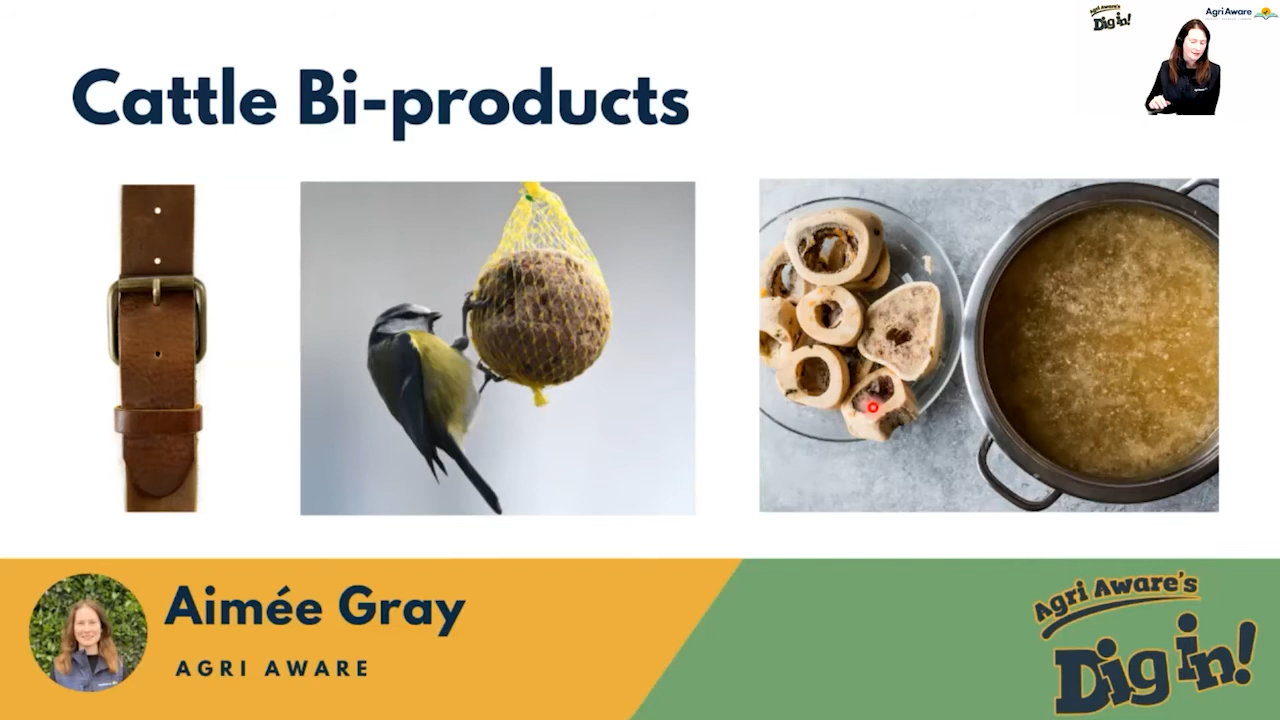 Cattle Bi-products
Agri Aware's
Dig in!
Agri Aware
Aimée Gray
AGRI AWARE
Agri Aware's
Dig in!